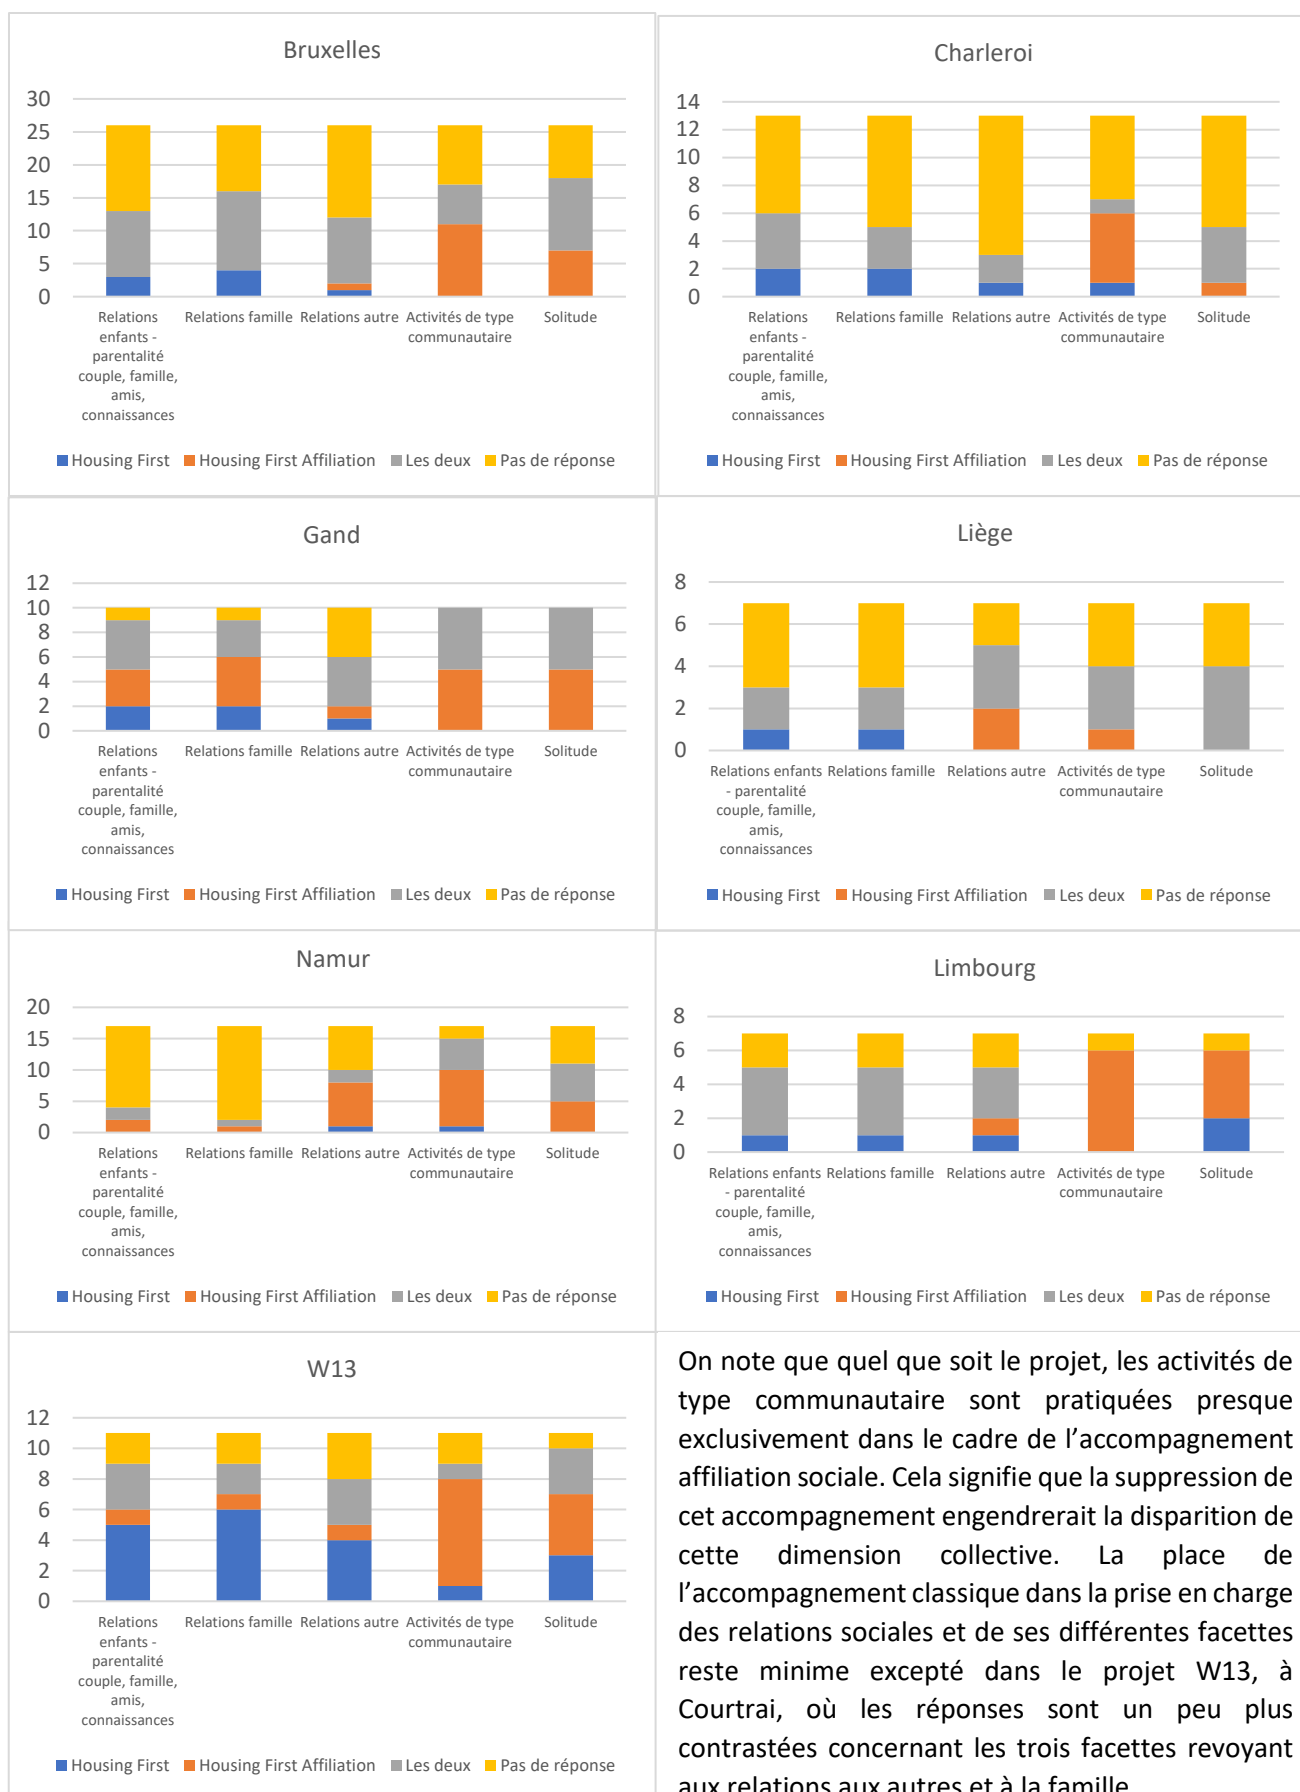 Bruxelles
30
25
20
15
10
5
0
Relations
enfants -
parentalité
couple, famille,
amis,
connaissances
Relations famille
Relations autre
Activités de type
communautaire
Solitude
Housing First
Housing First Affiliation
Les deux
Pas de réponse
Charleroi
14
12
10
8
6
4
2
0
Relations
enfants -
parentalité
couple, famille,
amis,
connaissances
Relations famille
Relations autre
Activités de type
communautaire
Solitude
Housing First
Housing First Affiliation
Les deux
Pas de réponse
Gand
12
10
8
6
4
2
0
Relations
enfants -
parentalité
couple, famille,
amis,
connaissances
Relations famille
Relations autre
Activités de type
communautaire
Solitude
Housing First
Housing First Affiliation
Les deux
Pas de réponse
Liège
8
6
4
2
0
Relations enfants
- parentalité
couple, famille,
amis,
connaissances
Relations famille
Relations autre
Activités de type
communautaire
Solitude
Housing First
Housing First Affiliation
Les deux
Pas de réponse
Namur
20
15
10
5
0
Relations
enfants -
parentalité
couple, famille,
amis,
connaissances
Relations famille
Relations autre
Activités de type
communautaire
Solitude
Housing First
Housing First Affiliation
Les deux
Pas de réponse
Limbourg
8
6
4
2
0
Relations enfants
- parentalité
couple, famille,
amis,
connaissances
Relations famille
Relations autre
Activités de type
communautaire
Solitude
Housing First
Housing First Affiliation
Les deux
Pas de réponse
W13
12
10
8
6
4
2
0
Relations
enfants -
parentalité
couple, famille,
amis,
connaissances
Relations famille
Relations autre
Activités de type
communautaire
Solitude
Housing First
Housing First Affiliation
Les deux
Pas de réponse
On note que quel que soit le projet, les activités de
type communautaire sont pratiquées presque
exclusivement dans le cadre de l’accompagnement
affiliation sociale. Cela signifie que la suppression de
cet accompagnement engendrerait la disparition de
cette dimension collective. La place de
l’accompagnement classique dans la prise en charge
des relations sociales et de ses différentes facettes
reste minime excepté dans le projet W13, à
Courtrai, où les réponses sont un peu plus
contrastées concernant les trois facettes revoyant
aux relations aux autres et à la famille.